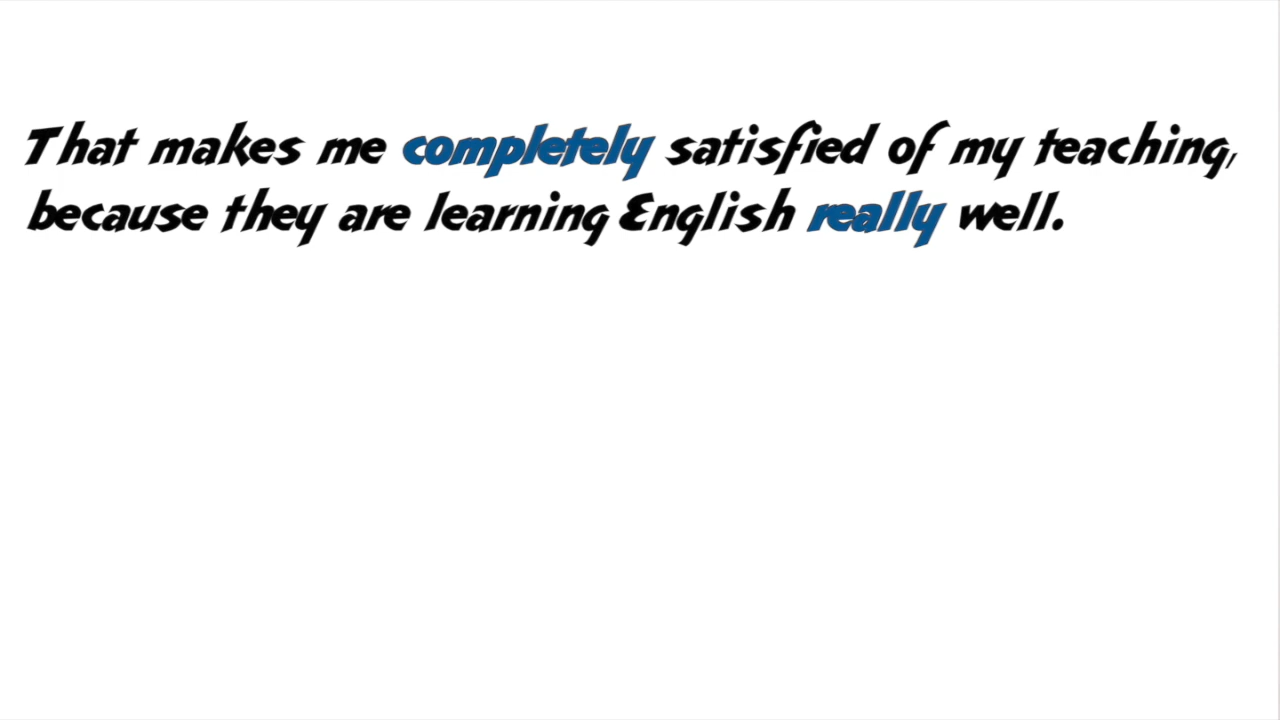 That makes me completely satisfied of my teaching,
because they are learning English really well.